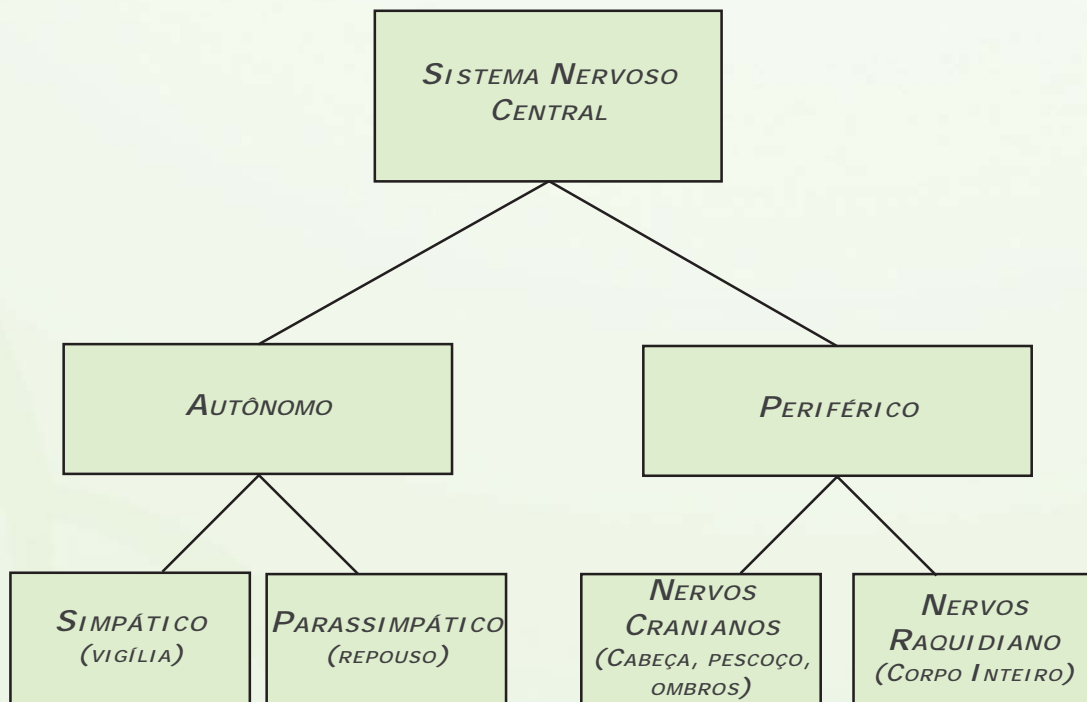 SISTEMA NERVOSO
CENTRAL
AUTÔNOMO
PERIFÉRICO
SIMPÁTICO
(VIGÍLIA)
PARASSIMPÁTICO
(REPOUSO)
NERVOS
CRANIANOS
(CABEÇA, PESCOÇO,
OMBROS)
NERVOS
RAQUIDIANO
(CORPO INTEIRO)